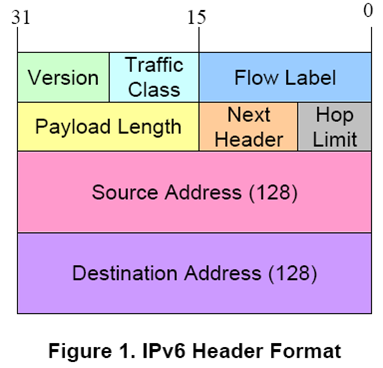 31 15 0
Version
Traffic
Class
Flow Label
Payload Length
Next
Header
Hop
Limit
Source Address (128)
Destination Address (128)
Figure 1. IPv6 Header Format